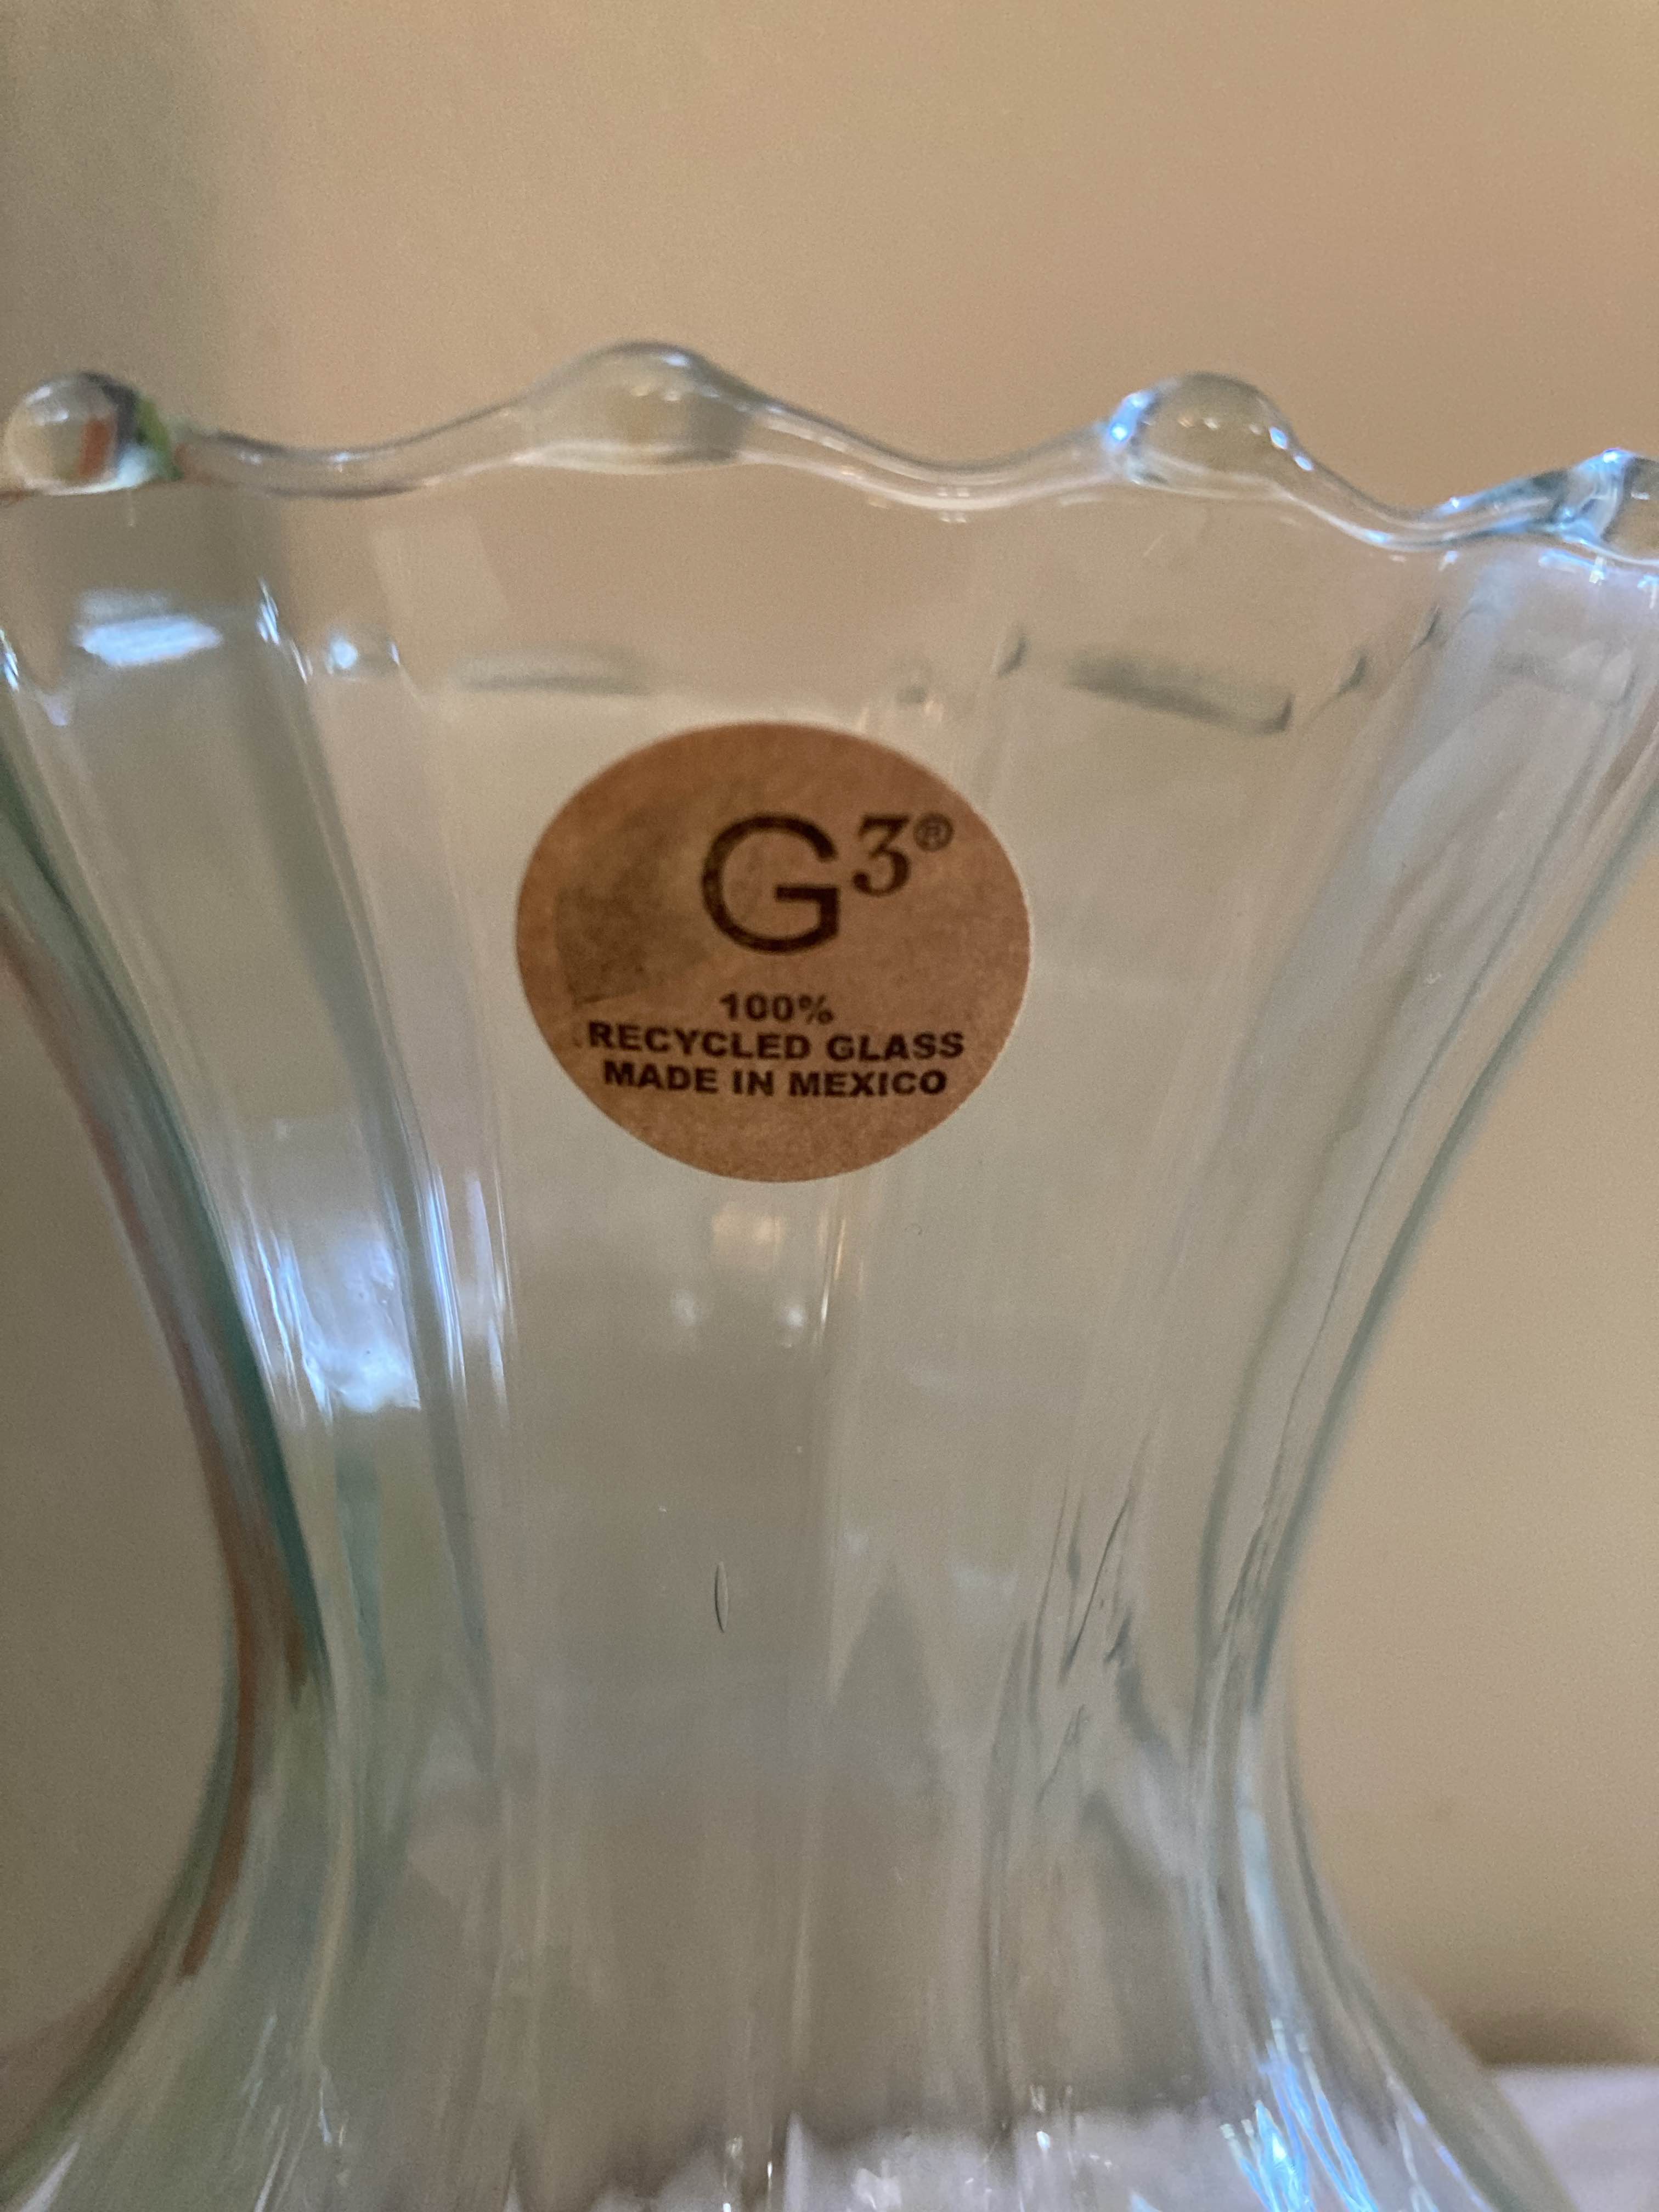 G³®
100%
RECYCLED GLASS
MADE IN MEXICO